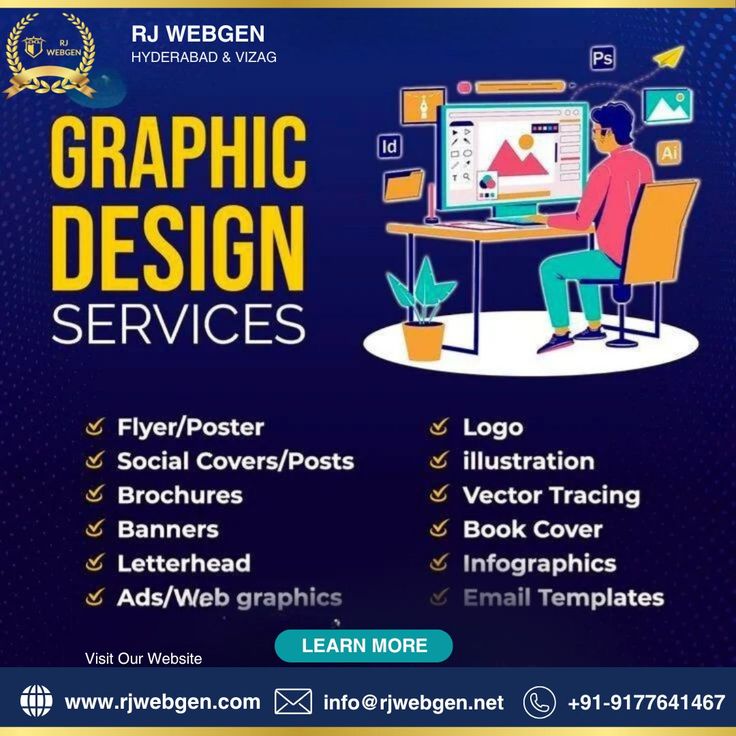 RJ
WEBGEN
RJ WEBGEN
HYDERABAD & VIZAG
GRAPHIC
DESIGN
SERVICES
Ps
Id
Ai
T
Flyer/Poster
Social Covers/Posts
Brochures
Banners
Letterhead
Ads/Web graphics
Logo
illustration
Vector Tracing
Book Cover
Infographics
Email Templates
LEARN MORE
Visit Our Website
www.rjwebgen.com
info@rjwebgen.net
+91-9177641467